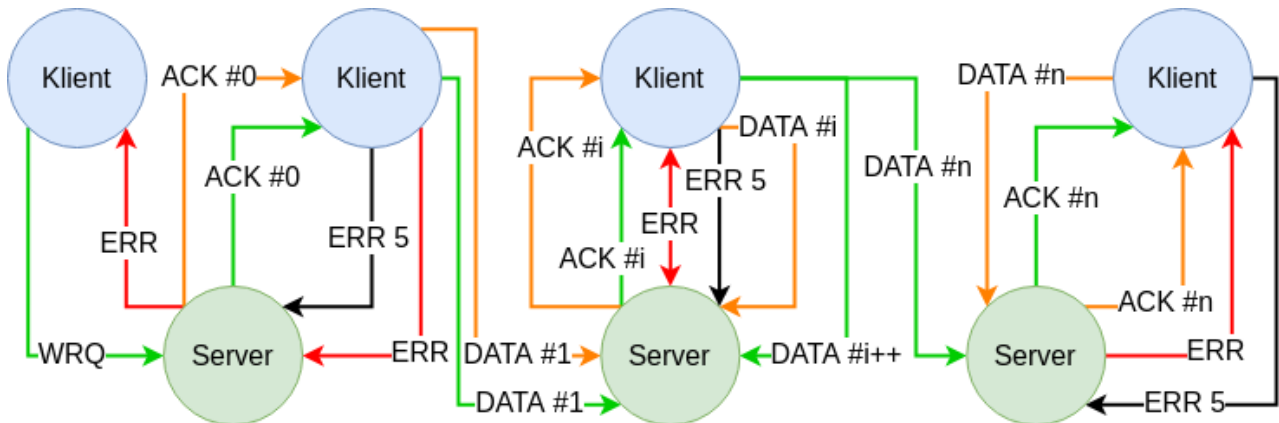 Klient
ACK #0
Klient
Klient
DATA #n
Klient
ACK #0
ERR
ERR 5
WRQ
Server
ERR
DATA #1
DATA #1
ACK #i
DATA #i
ERR 5
ERR
ACK #i
Server
DATA #i++
DATA #n
ACK #n
ACK #n
Server
ERR
ERR 5